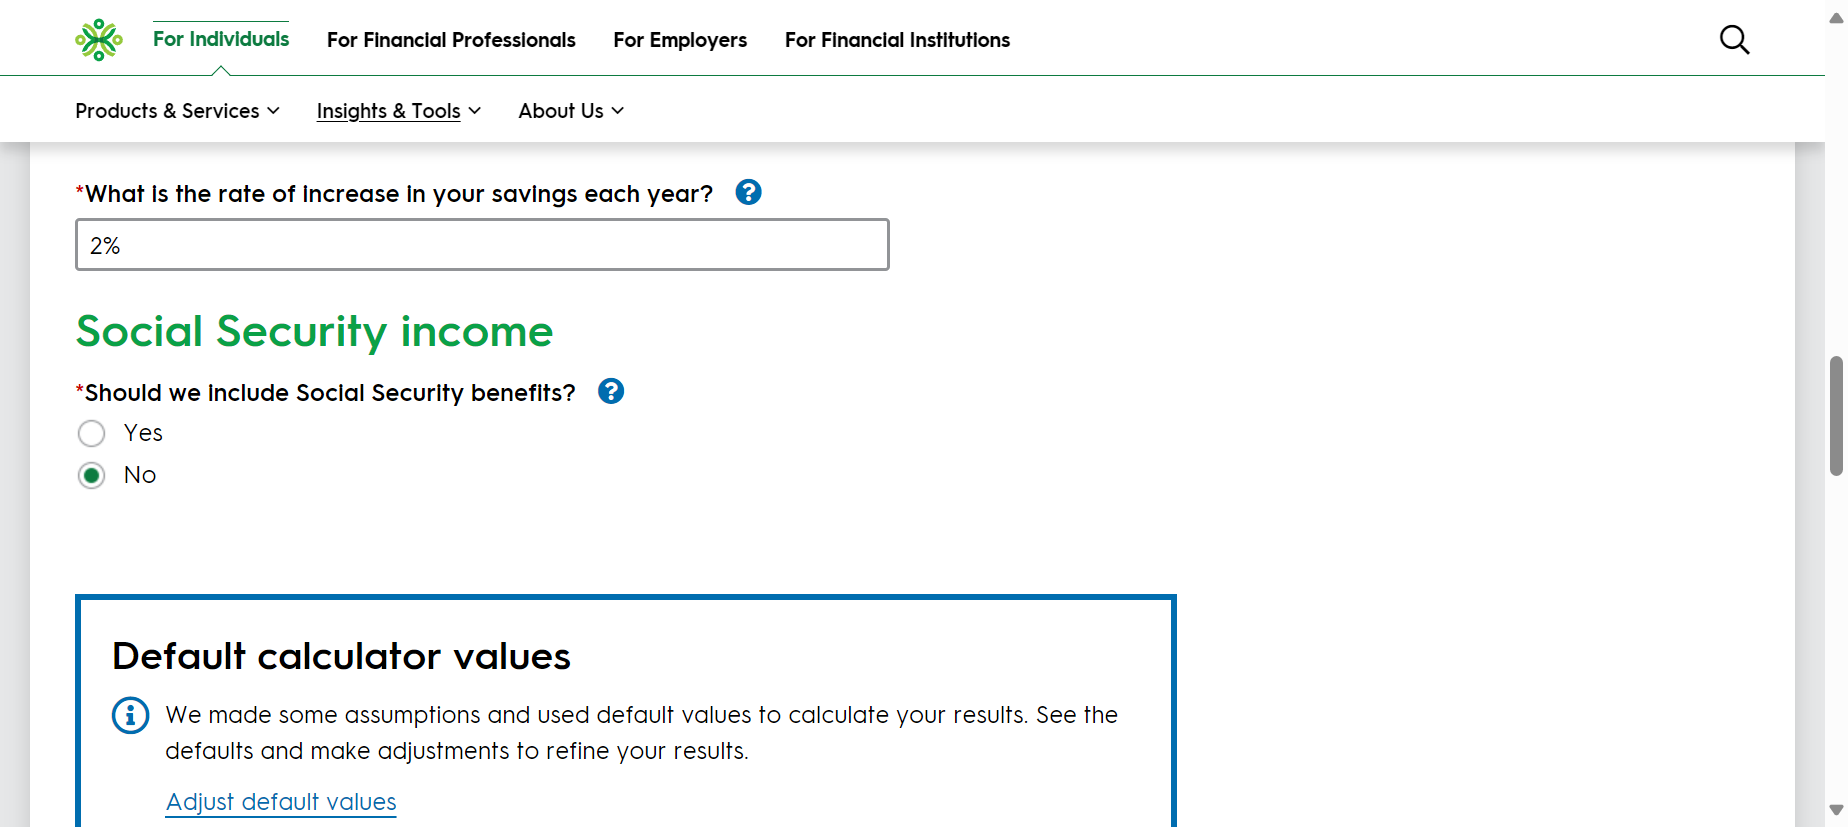 For Individuals
For Financial Professionals
For Employers
For Financial Institutions
Products & Services
Insights & Tools
About Us
*What is the rate of increase in your savings each year?
2%
Social Security income
*Should we include Social Security benefits?
Yes
No
Default calculator values
We made some assumptions and used default values to calculate your results. See the
defaults and make adjustments to refine your results.
Adjust default values